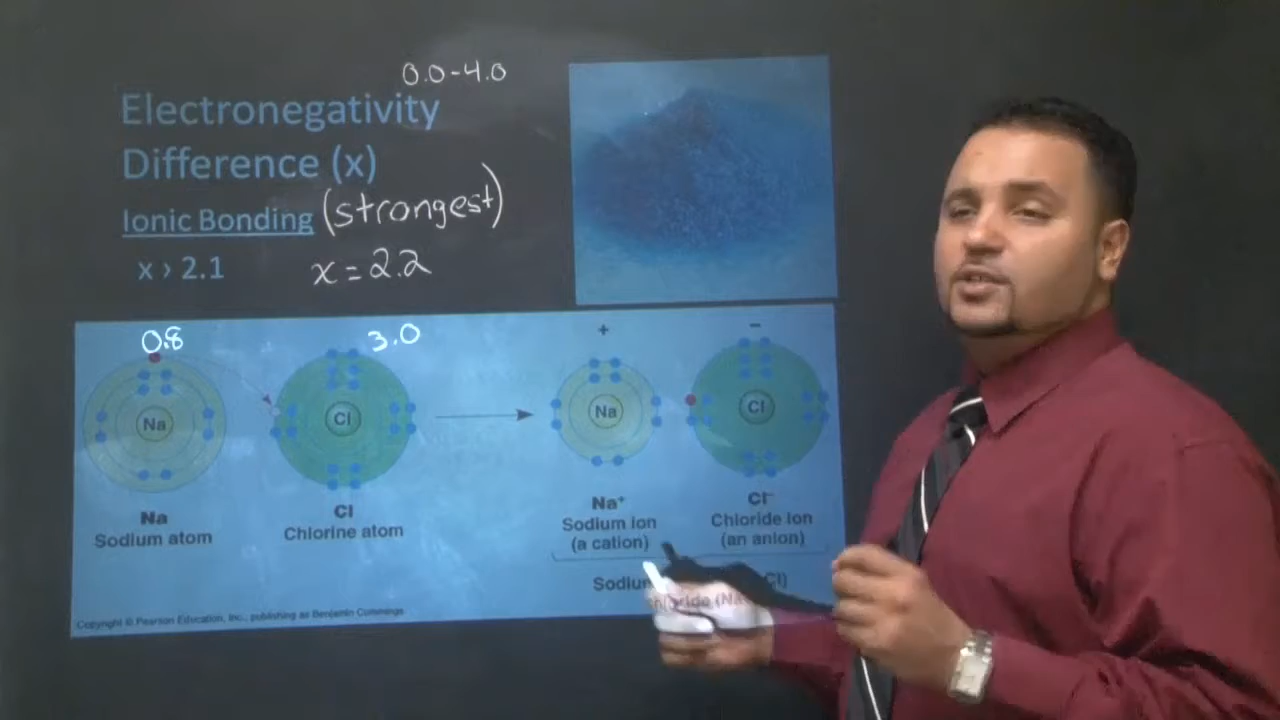 0.0-4.0
Electronegativity
Difference (x)
Ionic Bonding (strongest)
x > 2.1 x = 2.2
0.8 3.0
+ -
Na Cl Na Cl
Na Cl Na⁺ Cl⁻
Sodium atom Chlorine atom Sodium ion Chloride ion
(a cation) (an anion)
Copyright © Pearson Education, Inc., publishing as Benjamin Cummings